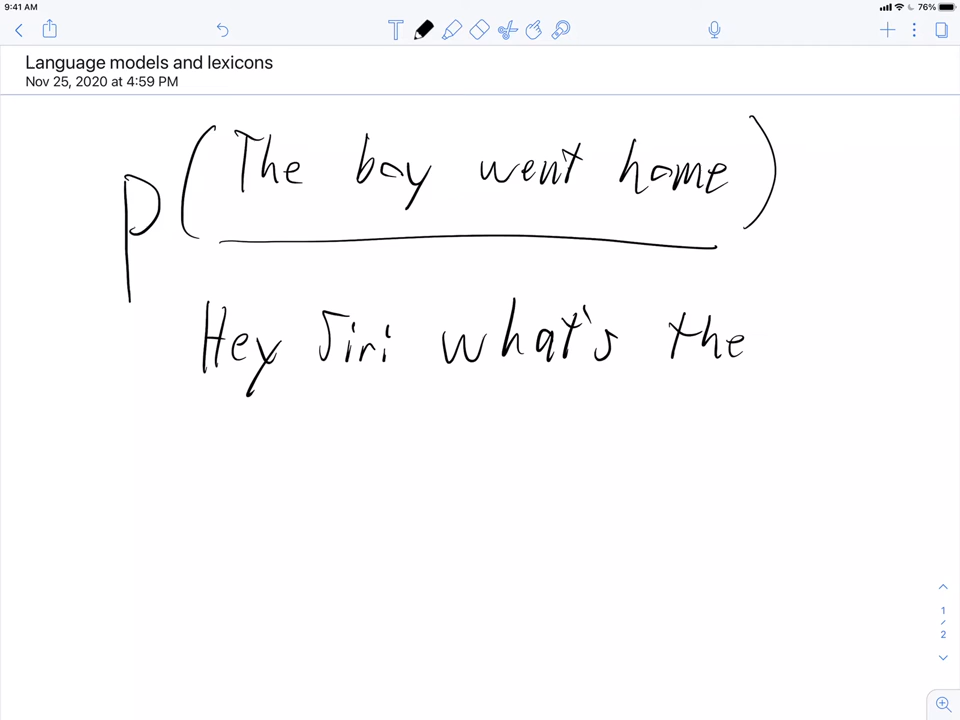 9:41 AM 76%
Language models and lexicons
Nov 25, 2020 at 4:59 PM
P (The boy went home)
Hey Siri what's the
1
/
2